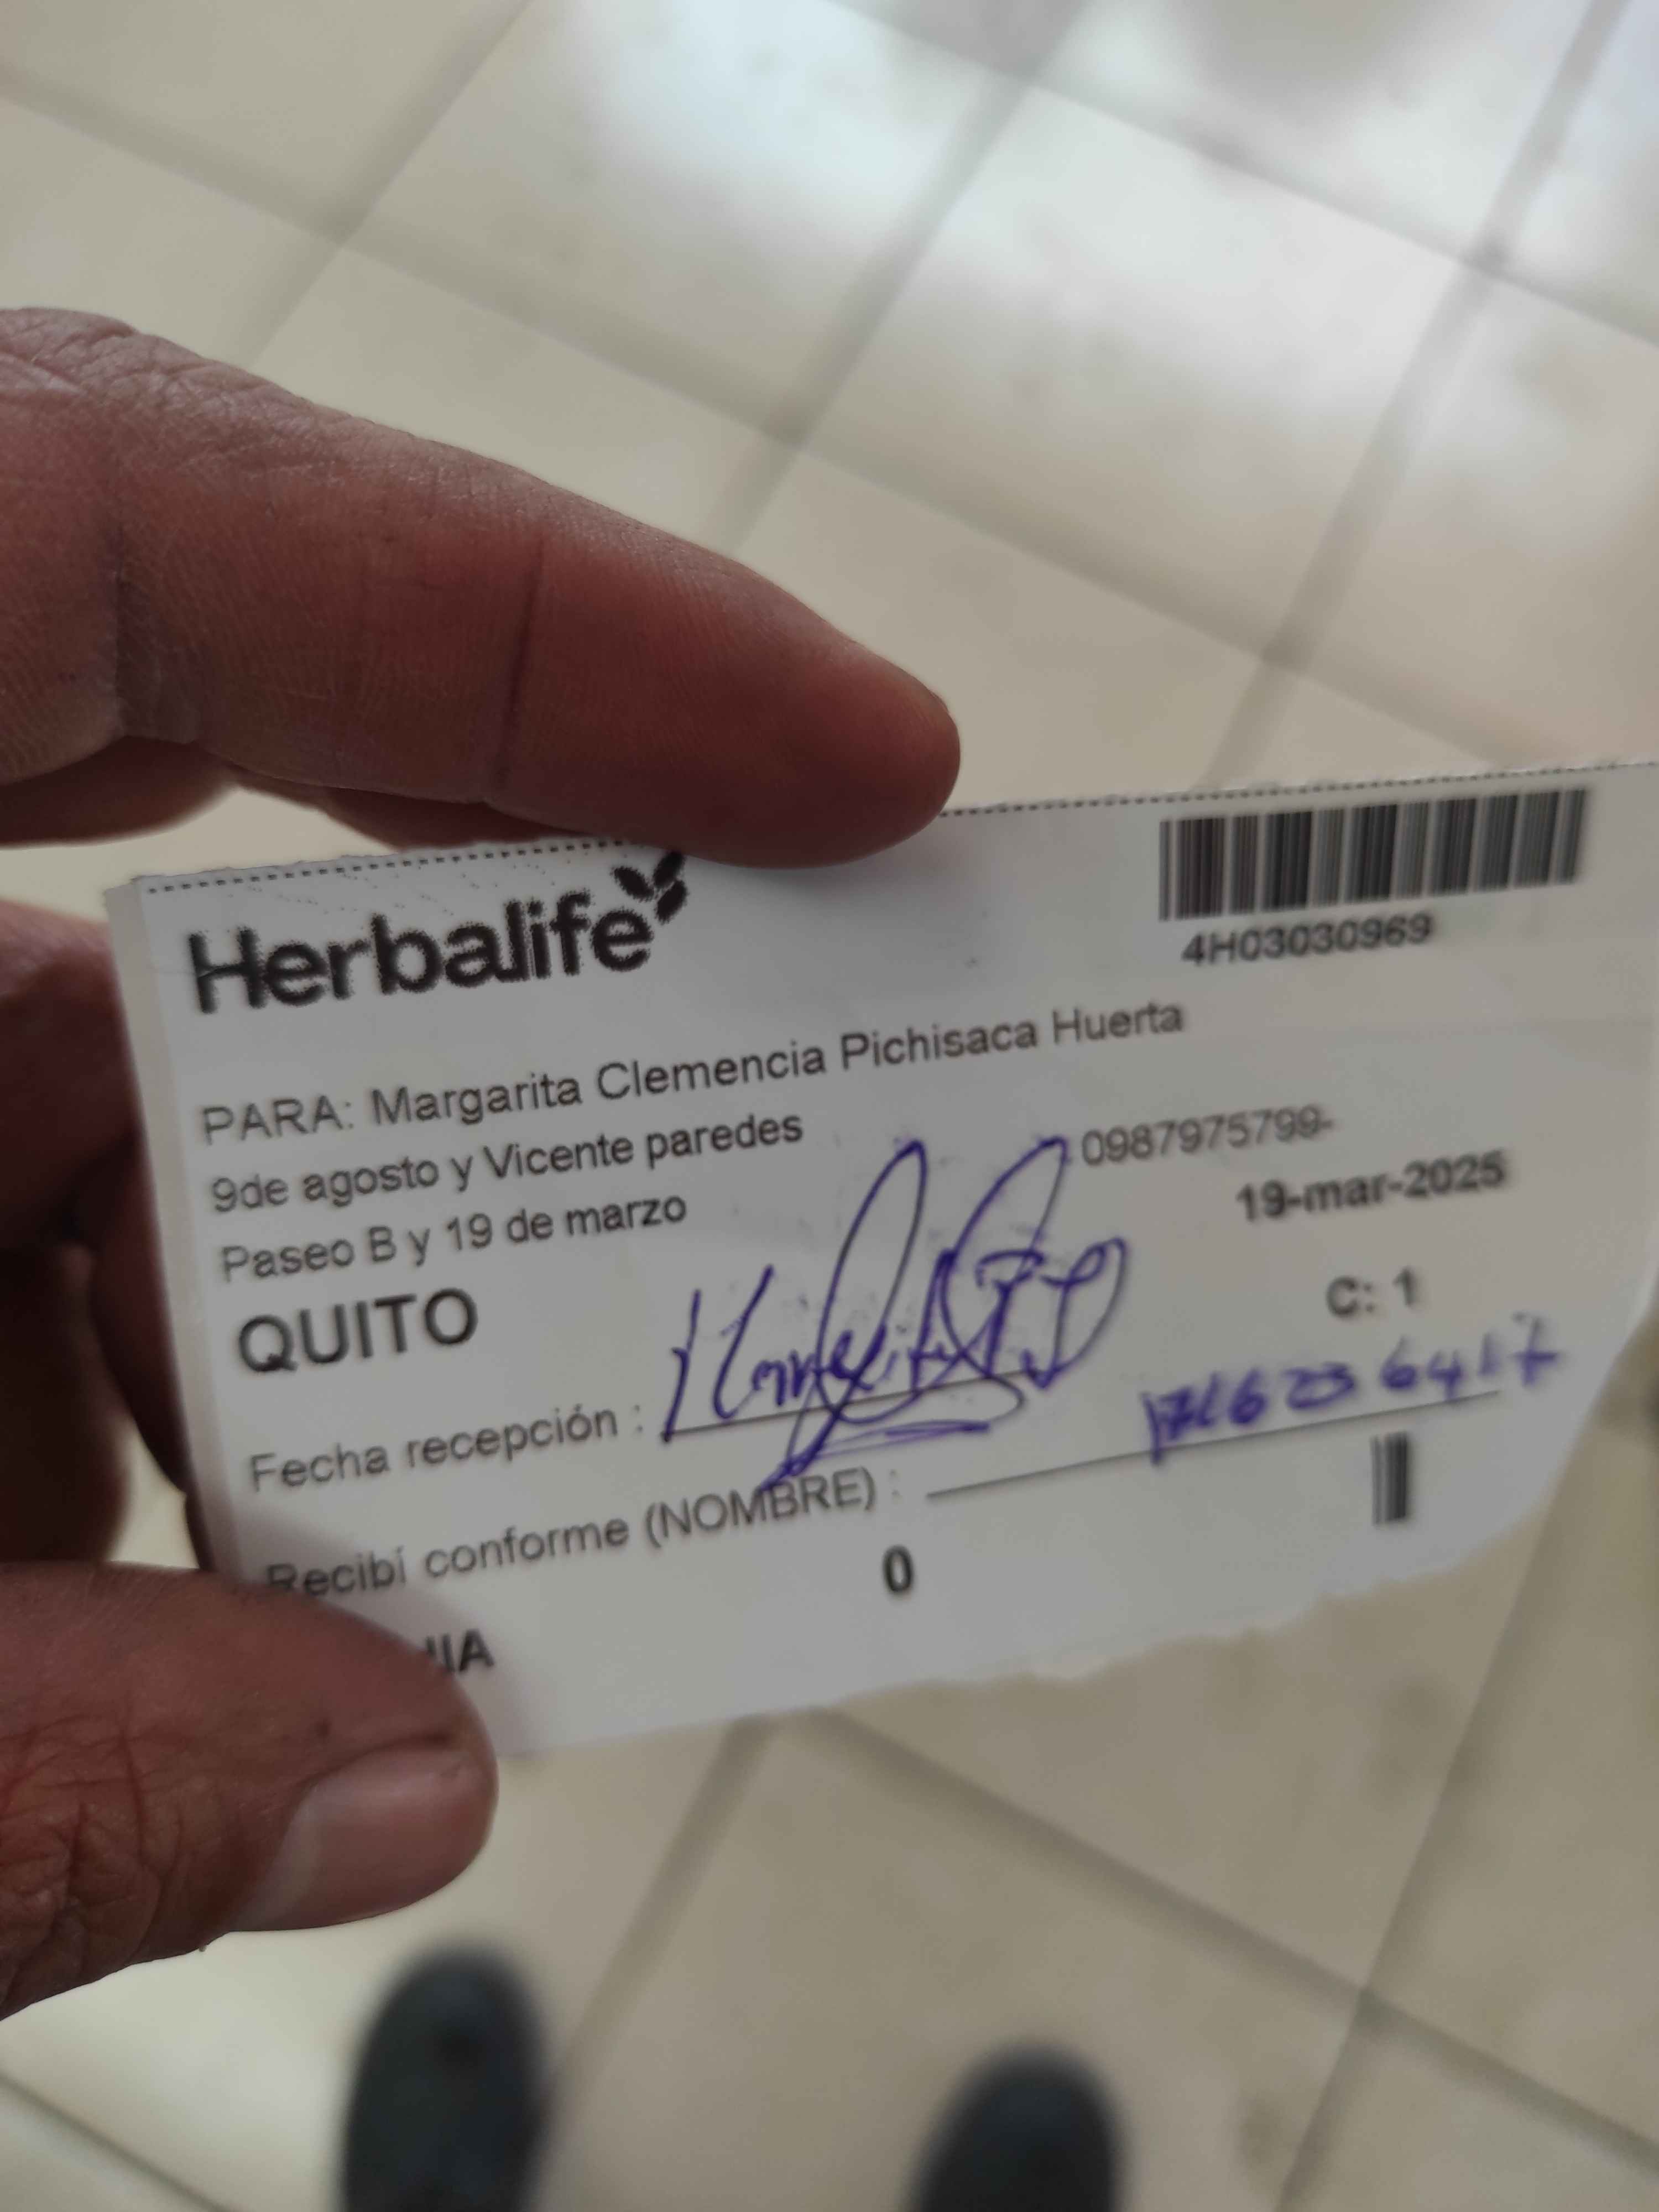 Herbalife
4H03030969
PARA: Margarita Clemencia Pichisaca Huerta
9de agosto y Vicente paredes
0987975799-
Paseo B y 19 de marzo
19-mar-2025
QUITO
C: 1
Fecha recepción :
Recibí conforme (NOMBRE) :
0